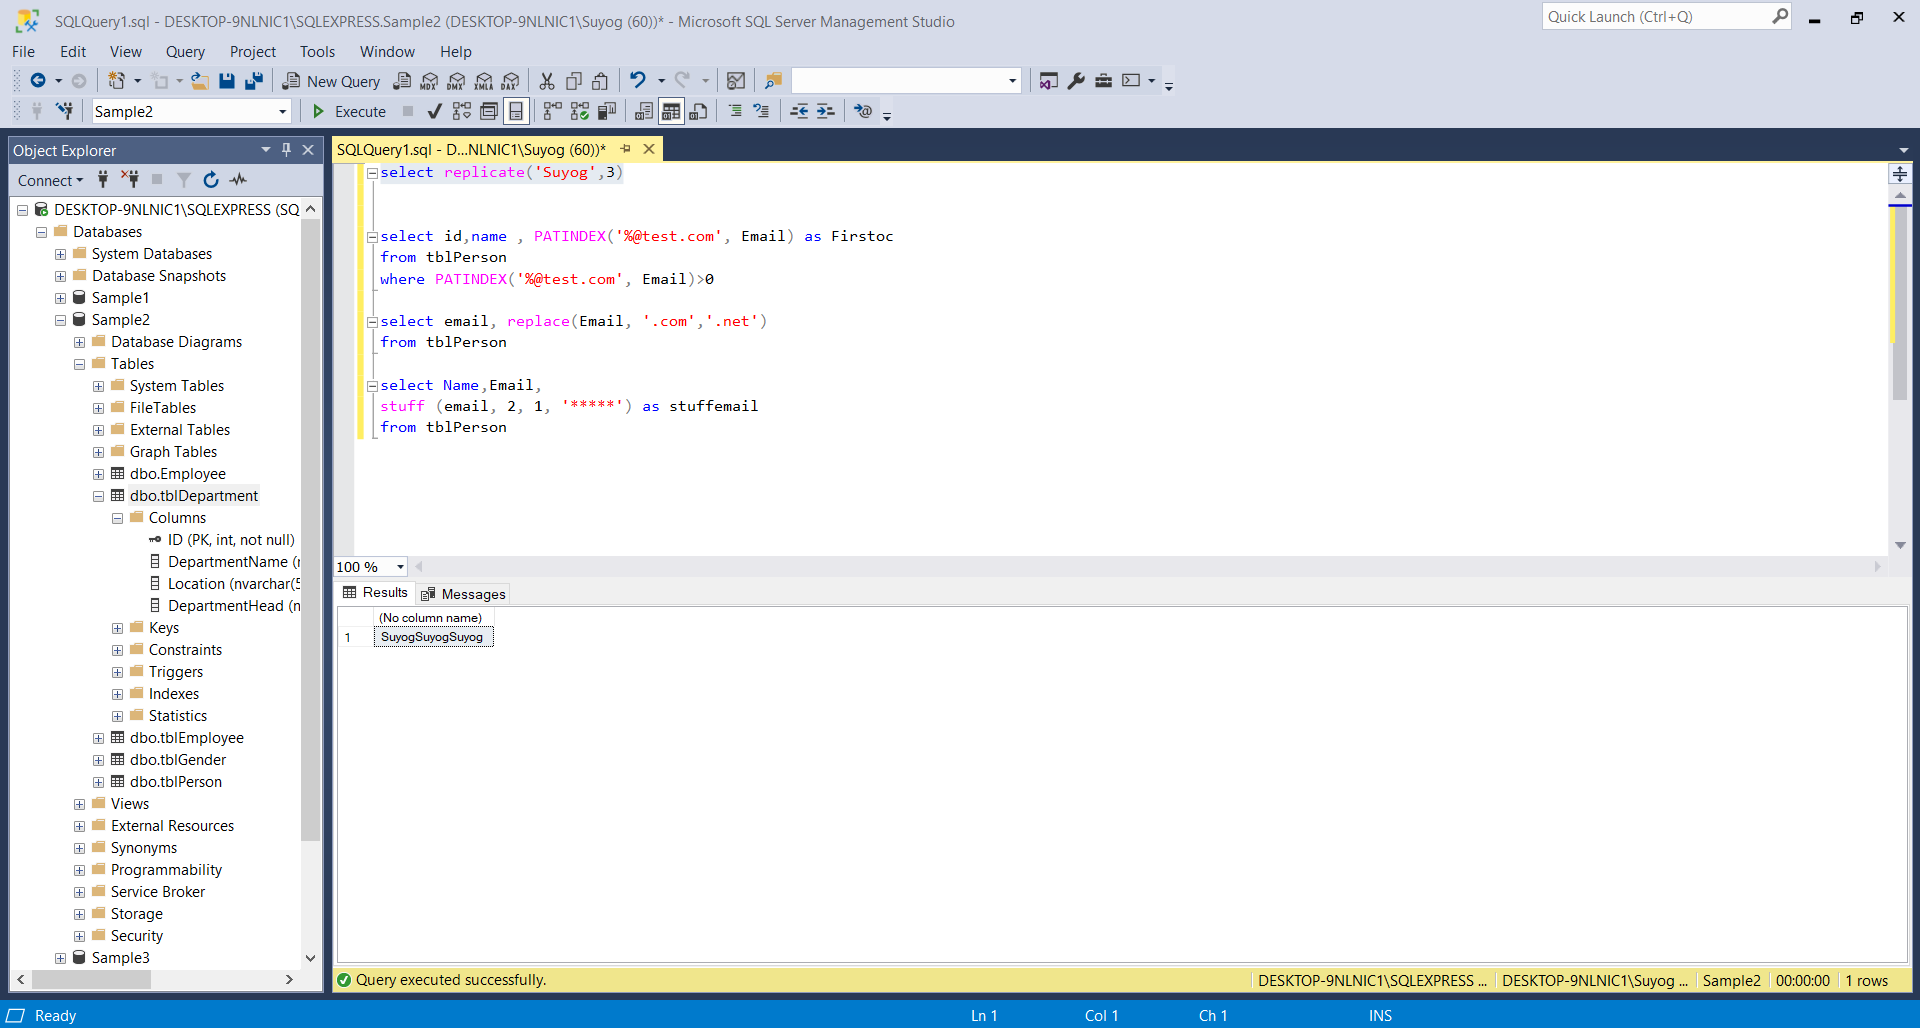 SQLQuery1.sql - DESKTOP-9NLNIC1\SQLEXPRESS.Sample2 (DESKTOP-9NLNIC1\Suyog (60))* - Microsoft SQL Server Management Studio
Quick Launch (Ctrl+Q)
File Edit View Query Project Tools Window Help
New Query MDX DMX XMLA DAX
Sample2 Execute
Object Explorer
Connect
DESKTOP-9NLNIC1\SQLEXPRESS (SQ
Databases
System Databases
Database Snapshots
Sample1
Sample2
Database Diagrams
Tables
System Tables
FileTables
External Tables
Graph Tables
dbo.Employee
dbo.tblDepartment
Columns
ID (PK, int, not null)
DepartmentName (n
Location (nvarchar(5
DepartmentHead (n
Keys
Constraints
Triggers
Indexes
Statistics
dbo.tblEmployee
dbo.tblGender
dbo.tblPerson
Views
External Resources
Synonyms
Programmability
Service Broker
Storage
Security
Sample3
SQLQuery1.sql - D...NLNIC1\Suyog (60))*
select replicate('Suyog',3)
select id,name , PATINDEX('%@test.com', Email) as Firstoc
from tblPerson
where PATINDEX('%@test.com', Email)>0
select email, replace(Email, '.com','.net')
from tblPerson
select Name,Email,
stuff (email, 2, 1, '*****') as stuffemail
from tblPerson
100 %
Results Messages
(No column name)
1 SuyogSuyogSuyog
Query executed successfully.
DESKTOP-9NLNIC1\SQLEXPRESS ... DESKTOP-9NLNIC1\Suyog ... Sample2 00:00:00 1 rows
Ready Ln 1 Col 1 Ch 1 INS